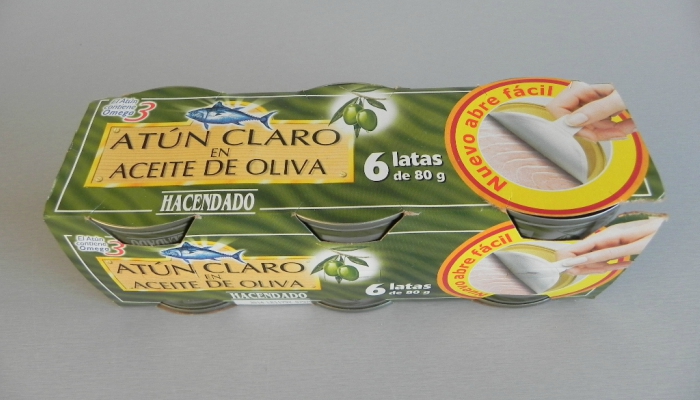 El Atún
contiene
Omega 3
ATÚN CLARO
EN
ACEITE DE OLIVA
HACENDADO
6 latas
de 80 g
Nuevo abre fácil
El Atún
contiene
Omega 3
ATÚN CLARO
EN
ACEITE DE OLIVA
HACENDADO
6 latas
de 80 g
Nuevo abre fácil